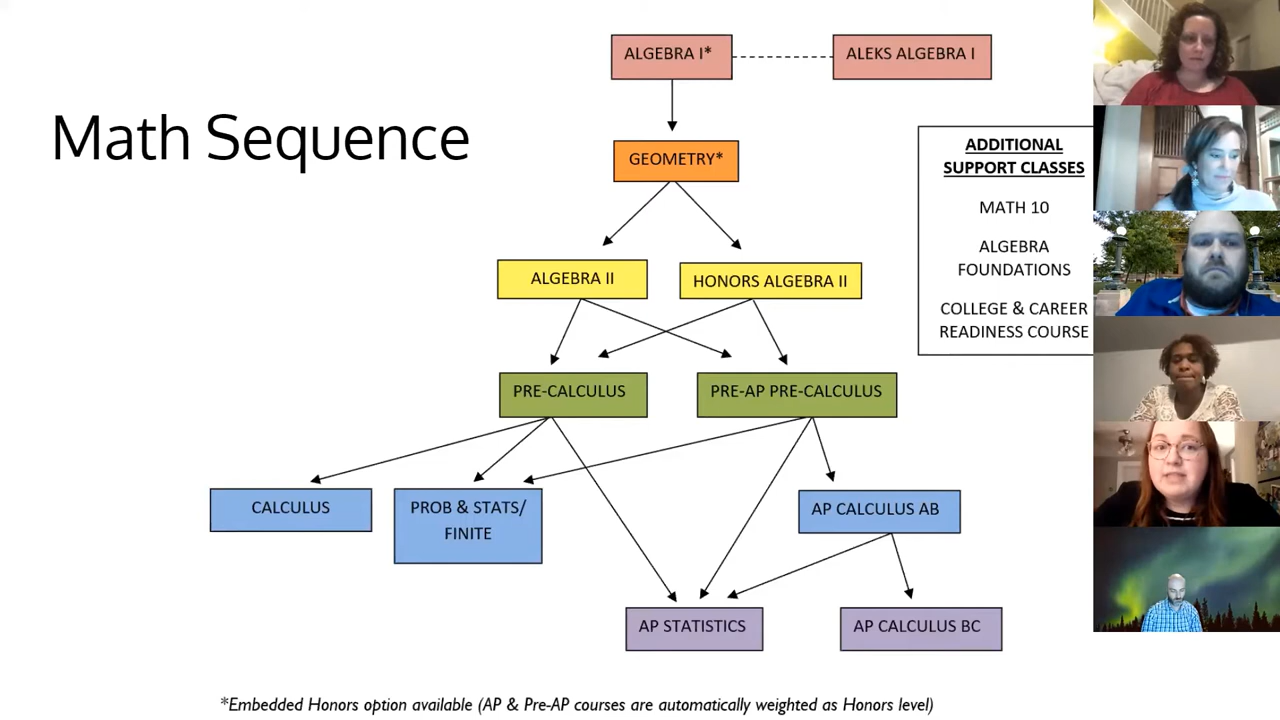 Math Sequence
ALGEBRA I*
ALEKS ALGEBRA I
GEOMETRY*
ADDITIONAL
SUPPORT CLASSES
MATH 10
ALGEBRA
FOUNDATIONS
COLLEGE & CAREER
READINESS COURSE
ALGEBRA II
HONORS ALGEBRA II
PRE-CALCULUS
PRE-AP PRE-CALCULUS
CALCULUS
PROB & STATS/
FINITE
AP CALCULUS AB
AP STATISTICS
AP CALCULUS BC
*Embedded Honors option available (AP & Pre-AP courses are automatically weighted as Honors level)